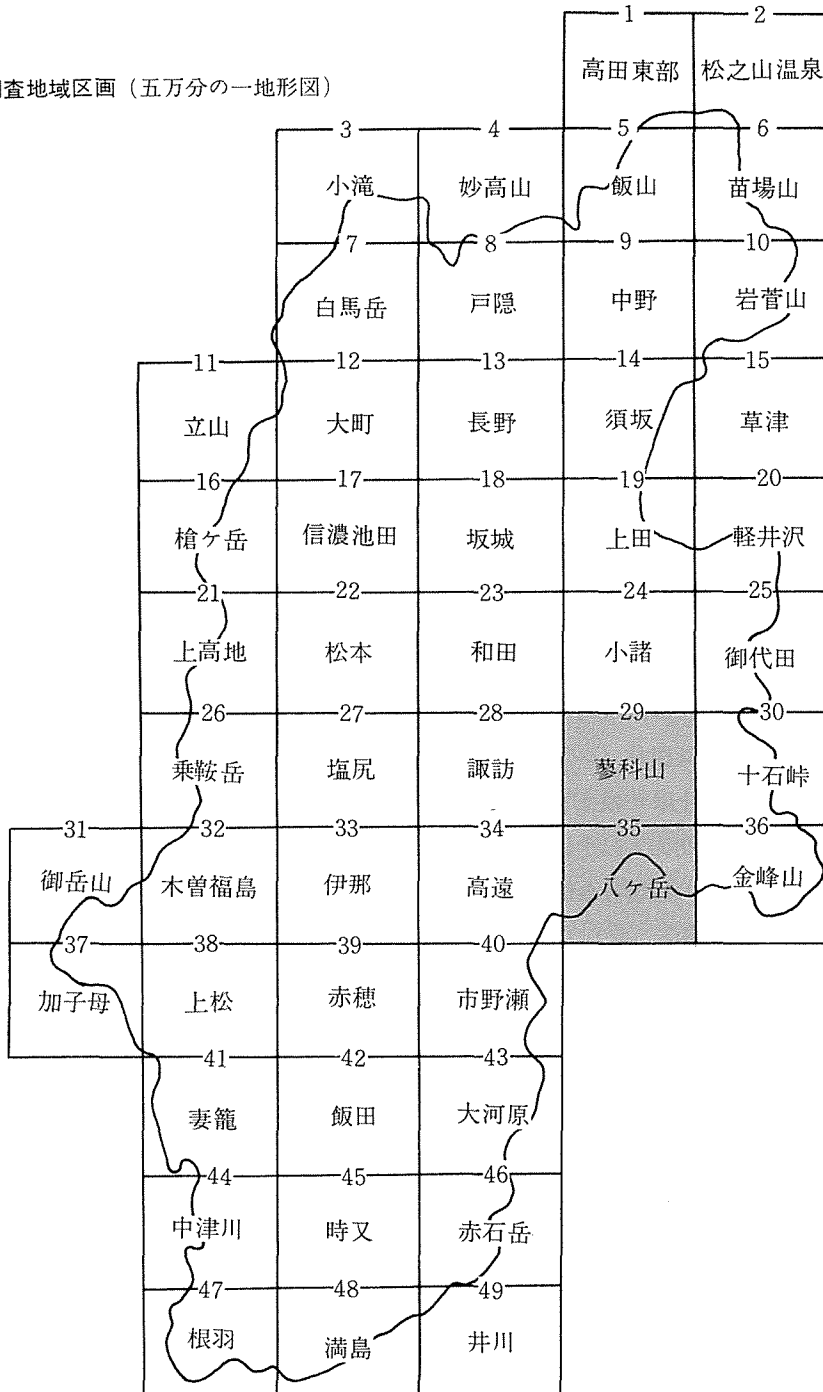 査地域区画（五万分の一地形図）
1 2
高田東部 松之山温泉
3 4 5 6
小滝 妙高山 飯山 苗場山
7 8 9 10
白馬岳 戸隠 中野 岩菅山
11 12 13 14 15
立山 大町 長野 須坂 草津
16 17 18 19 20
槍ケ岳 信濃池田 坂城 上田 軽井沢
21 22 23 24 25
上高地 松本 和田 小諸 御代田
26 27 28 29 30
乗鞍岳 塩尻 諏訪 蓼科山 十石峠
31 32 33 34 35 36
御岳山 木曽福島 伊那 高遠 八ケ岳 金峰山
37 38 39 40
加子母 上松 赤穂 市野瀬
41 42 43
妻籠 飯田 大河原
44 45 46
中津川 時又 赤石岳
47 48 49
根羽 満島 井川